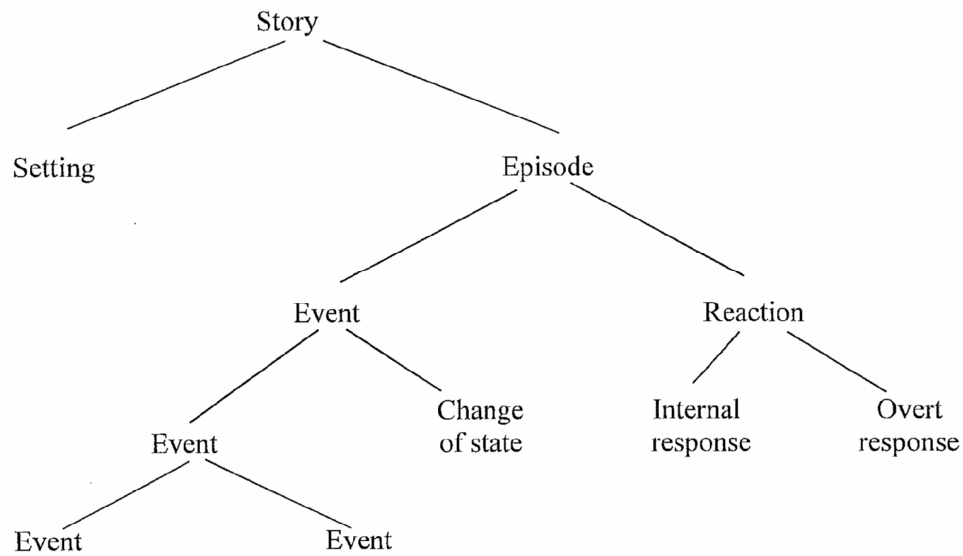 Story
Setting
Episode
Event
Reaction
Change
of state
Internal
response
Overt
response
Event
Event
Event